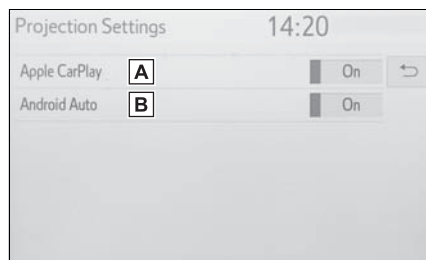 Projection Settings 14:20
Apple CarPlay A On
Android Auto B On